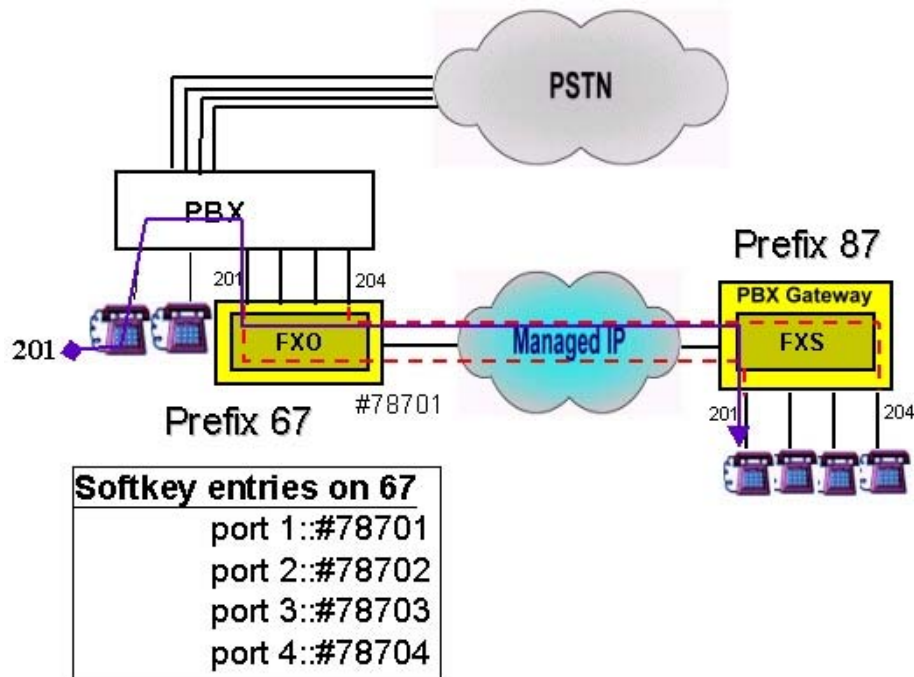 PSTN
PBX
Prefix 87
201
204
PBX Gateway
201
FXO
Managed IP
FXS
Prefix 67
#78701
201
204
Softkey entries on 67
port 1::#78701
port 2::#78702
port 3::#78703
port 4::#78704